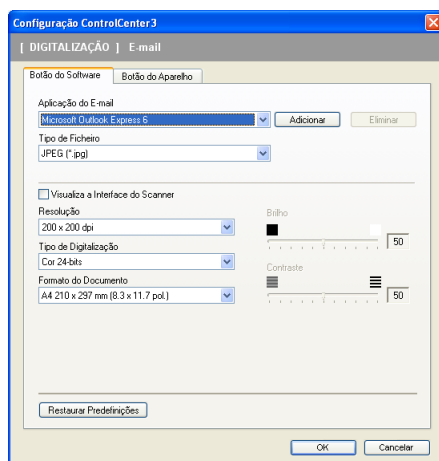 Configuração ControlCenter3
[ DIGITALIZAÇÃO ] E-mail
Botão do Software
Botão do Aparelho
Aplicação do E-mail
Microsoft Outlook Express 6
Adicionar
Eliminar
Tipo de Ficheiro
JPEG (*.jpg)
Visualiza a Interface do Scanner
Resolução
200 x 200 dpi
Tipo de Digitalização
Cor 24-bits
Formato do Documento
A4 210 x 297 mm (8.3 x 11.7 pol.)
Brilho
50
Contraste
50
Restaurar Predefinições
OK
Cancelar